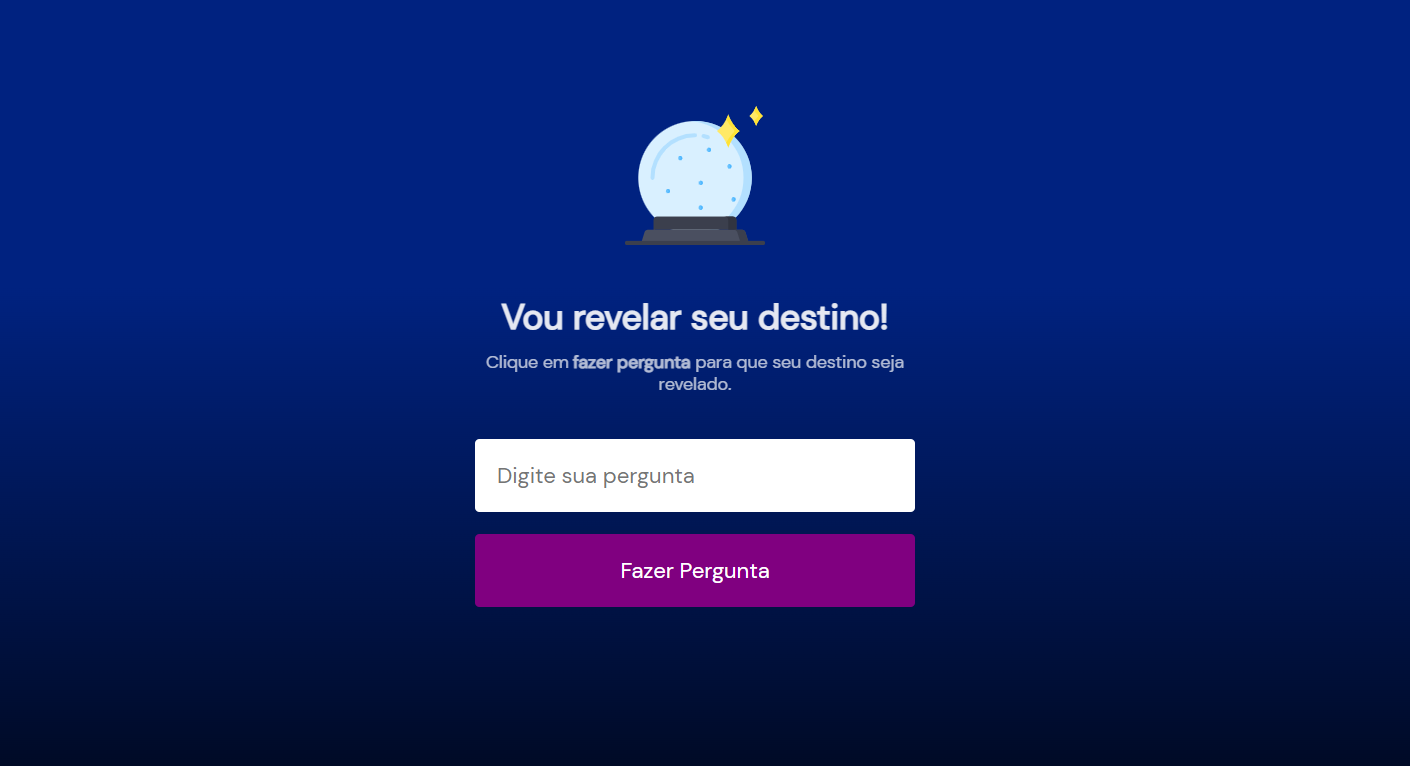 Vou revelar seu destino!
Clique em fazer pergunta para que seu destino seja
revelado.
Digite sua pergunta
Fazer Pergunta